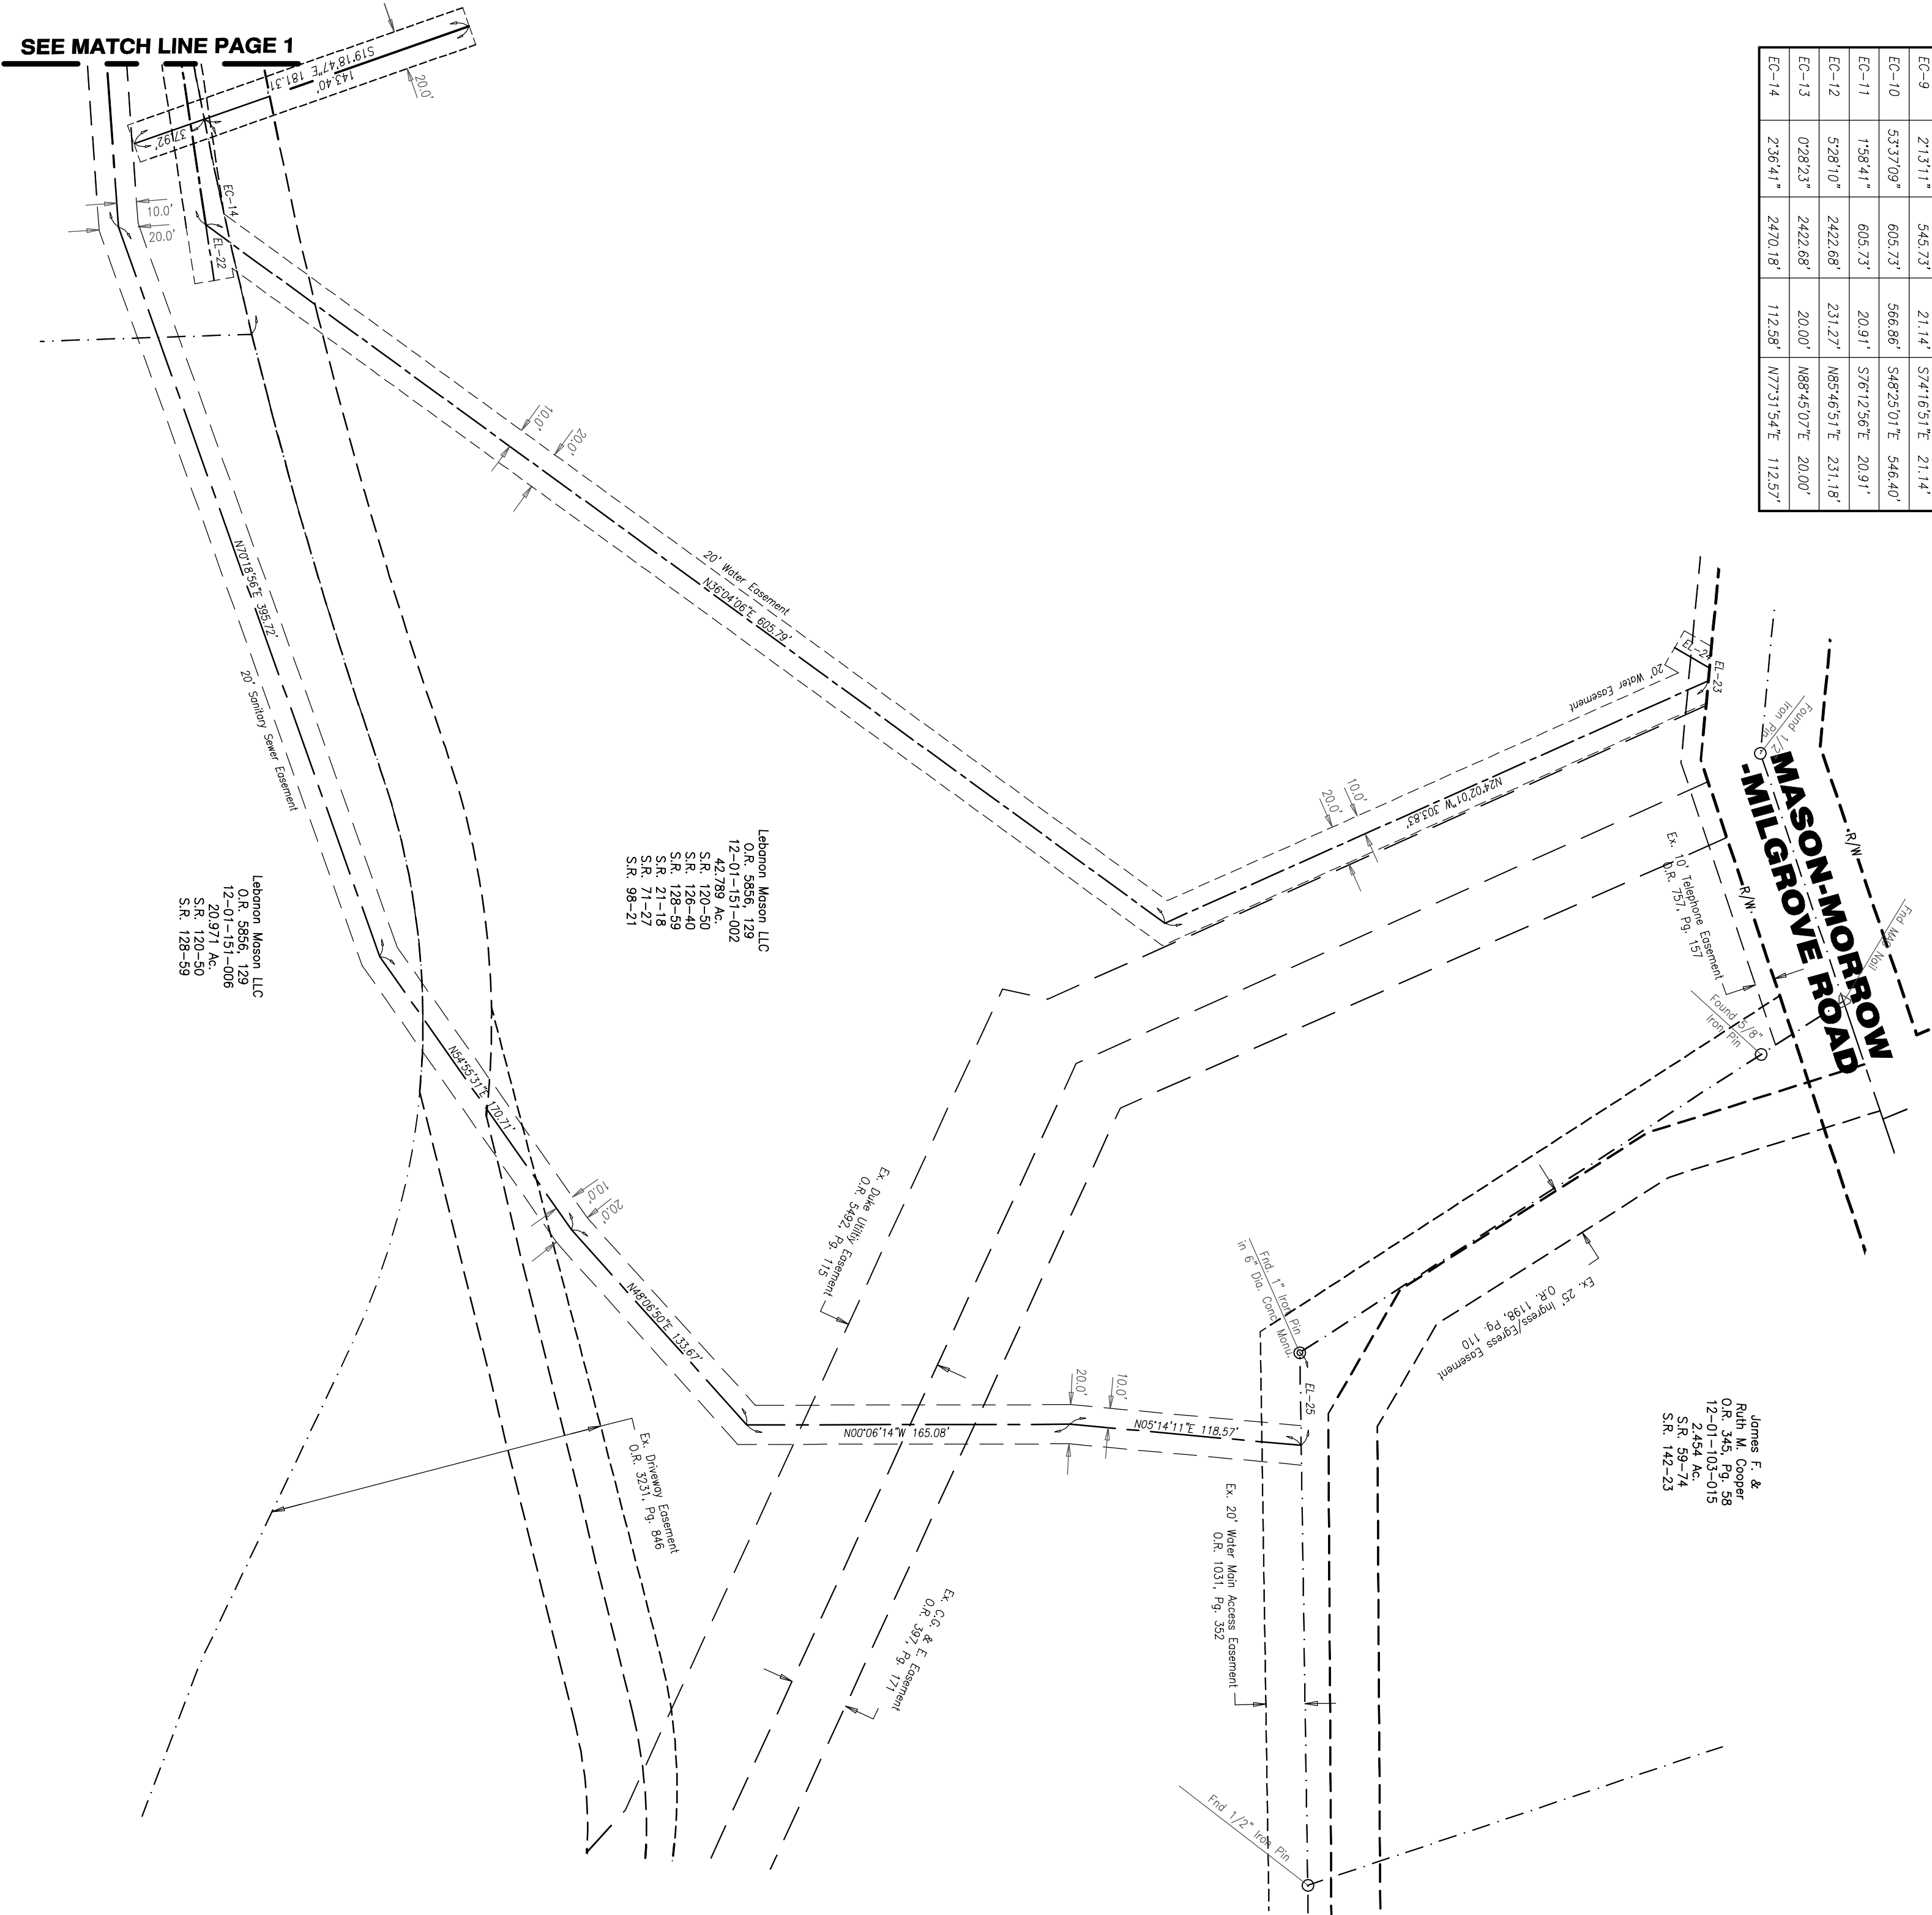 SEE MATCH LINE PAGE 1
S19°18'47"E 181.31'
143.40'
37.92'
20.0'
EC-14
EL-22
10.0'
20.0'
EC-9 2°13'11" 545.73' 21.14' S74°16'51"E 21.14'
EC-10 53°37'09" 605.73' 566.86' S48°25'01"E 546.40'
EC-11 1°58'41" 605.73' 20.91' S76°12'56"E 20.91'
EC-12 5°28'10" 2422.68' 231.27' N85°46'51"E 231.18'
EC-13 0°28'23" 2422.68' 20.00' N88°45'07"E 20.00'
EC-14 2°36'41" 2470.18' 112.58' N77°31'54"E 112.57'
10.0'
20.0'
20' Water Easement
N36°04'06"E 605.79'
N70°18'56"E 395.72'
20' Sanitary Sewer Easement
EL-24
EL-23
20' Water Easement
N24°02'01"W 303.83'
10.0'
20.0'
Found 1/2"
Iron Pin
MASON-MORROW
-MILGROVE ROAD
R/W
R/W
Ex. 10' Telephone Easement
O.R. 757, Pg. 157
Fnd MAG Nail
Found 5/8"
Iron Pin
Lebanon Mason LLC
O.R. 5856, 129
12-01-151-002
42.789 Ac.
S.R. 120-50
S.R. 126-40
S.R. 128-59
S.R. 21-18
S.R. 71-27
S.R. 98-21
Lebanon Mason LLC
O.R. 5856, 129
12-01-151-006
20.971 Ac.
S.R. 120-50
S.R. 128-59
N54°55'31"E 170.71'
10.0'
20.0'
N48°06'50"E 133.67'
Ex. Duke Utility Easement
O.R. 5492, Pg. 115
Fnd. 1" Iron Pin
in 6" Dia. Conc. Monu.
Ex. 25' Ingress/Egress Easement
O.R. 1198, Pg. 110
EL-25
20.0'
10.0'
N00°06'14"W 165.08'
N05°14'11"E 118.57'
James F. &
Ruth M. Cooper
O.R. 345, Pg. 58
12-01-103-015
2.454 Ac.
S.R. 59-74
S.R. 142-23
Ex. Driveway Easement
O.R. 3231, Pg. 846
Ex. 20' Water Main Access Easement
O.R. 1031, Pg. 352
Ex. C.G. & E. Easement
O.R. 397, Pg. 171
Fnd 1/2" Iron Pin